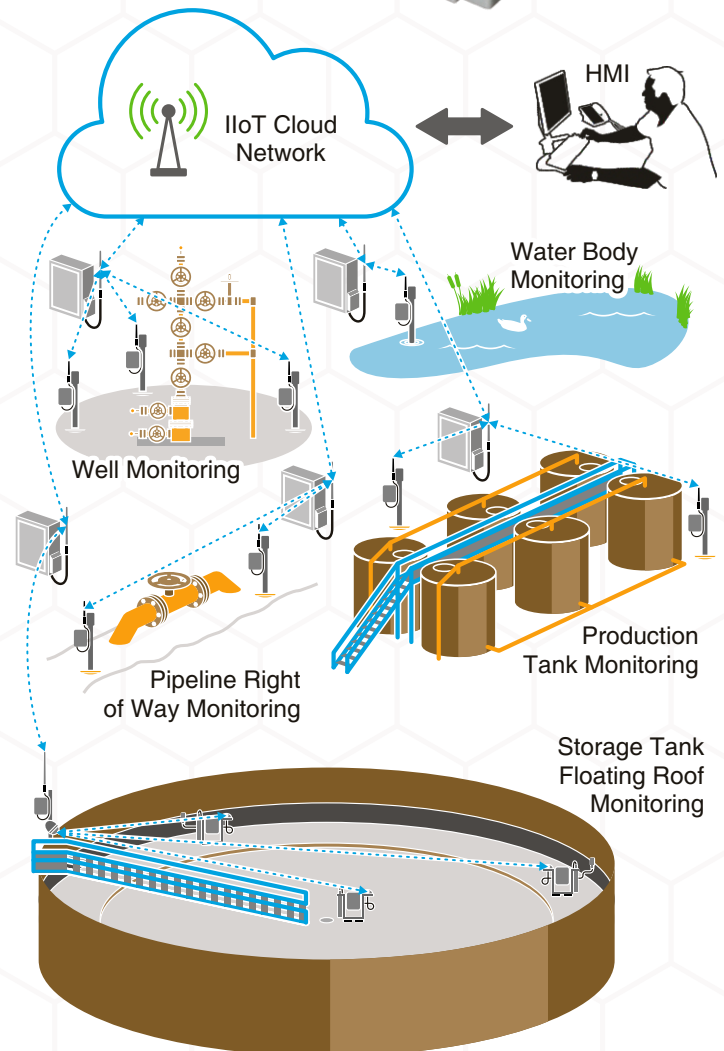 HMI
IIoT Cloud
Network
Water Body
Monitoring
Well Monitoring
Production
Tank Monitoring
Pipeline Right
of Way Monitoring
Storage Tank
Floating Roof
Monitoring